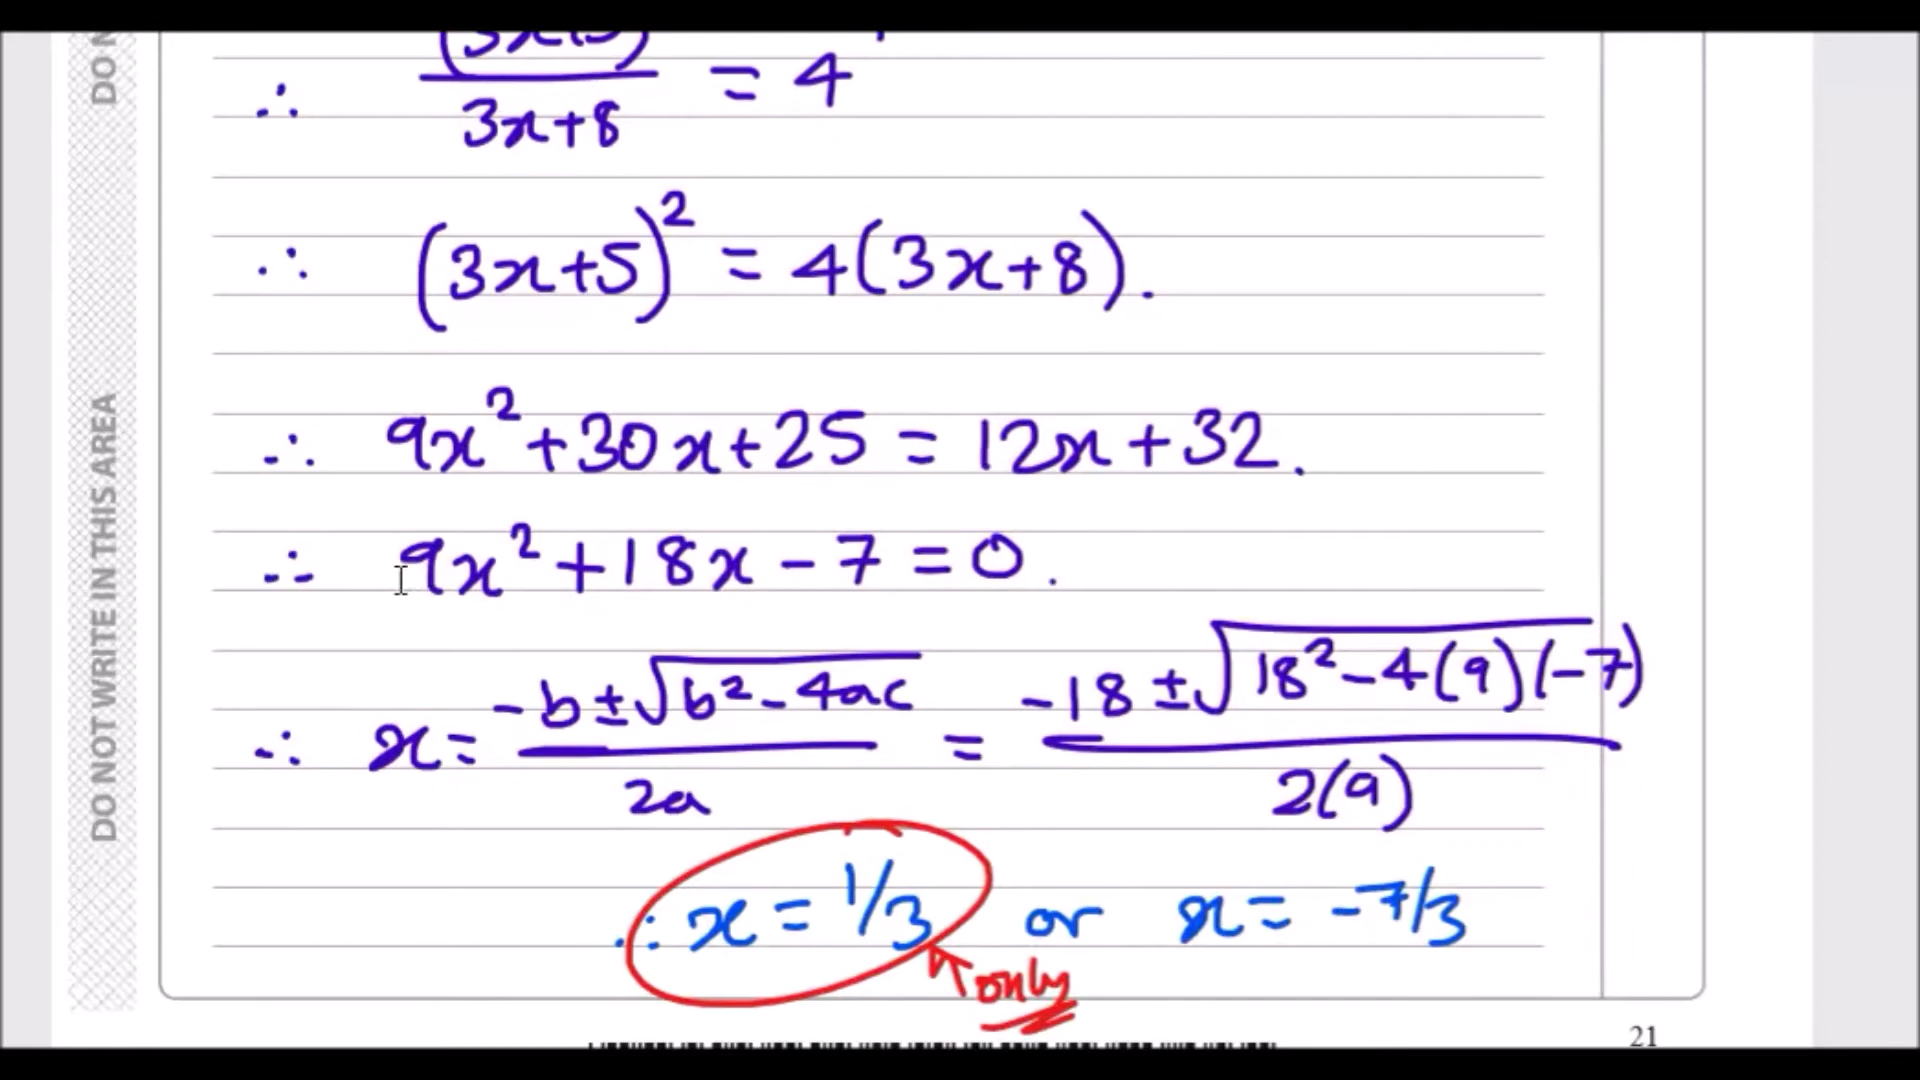 DO N
∴ (3x+5) / 3x+8 = 4
∴ (3x+5)² = 4(3x+8).
∴ 9x²+30x+25 = 12x+32.
∴ 9x²+18x-7=0.
∴ x = -b±√b²-4ac / 2a = -18±√18²-4(9)(-7) / 2(9)
∴ x = 1/3 or x = -7/3
only
DO NOT WRITE IN THIS AREA
21